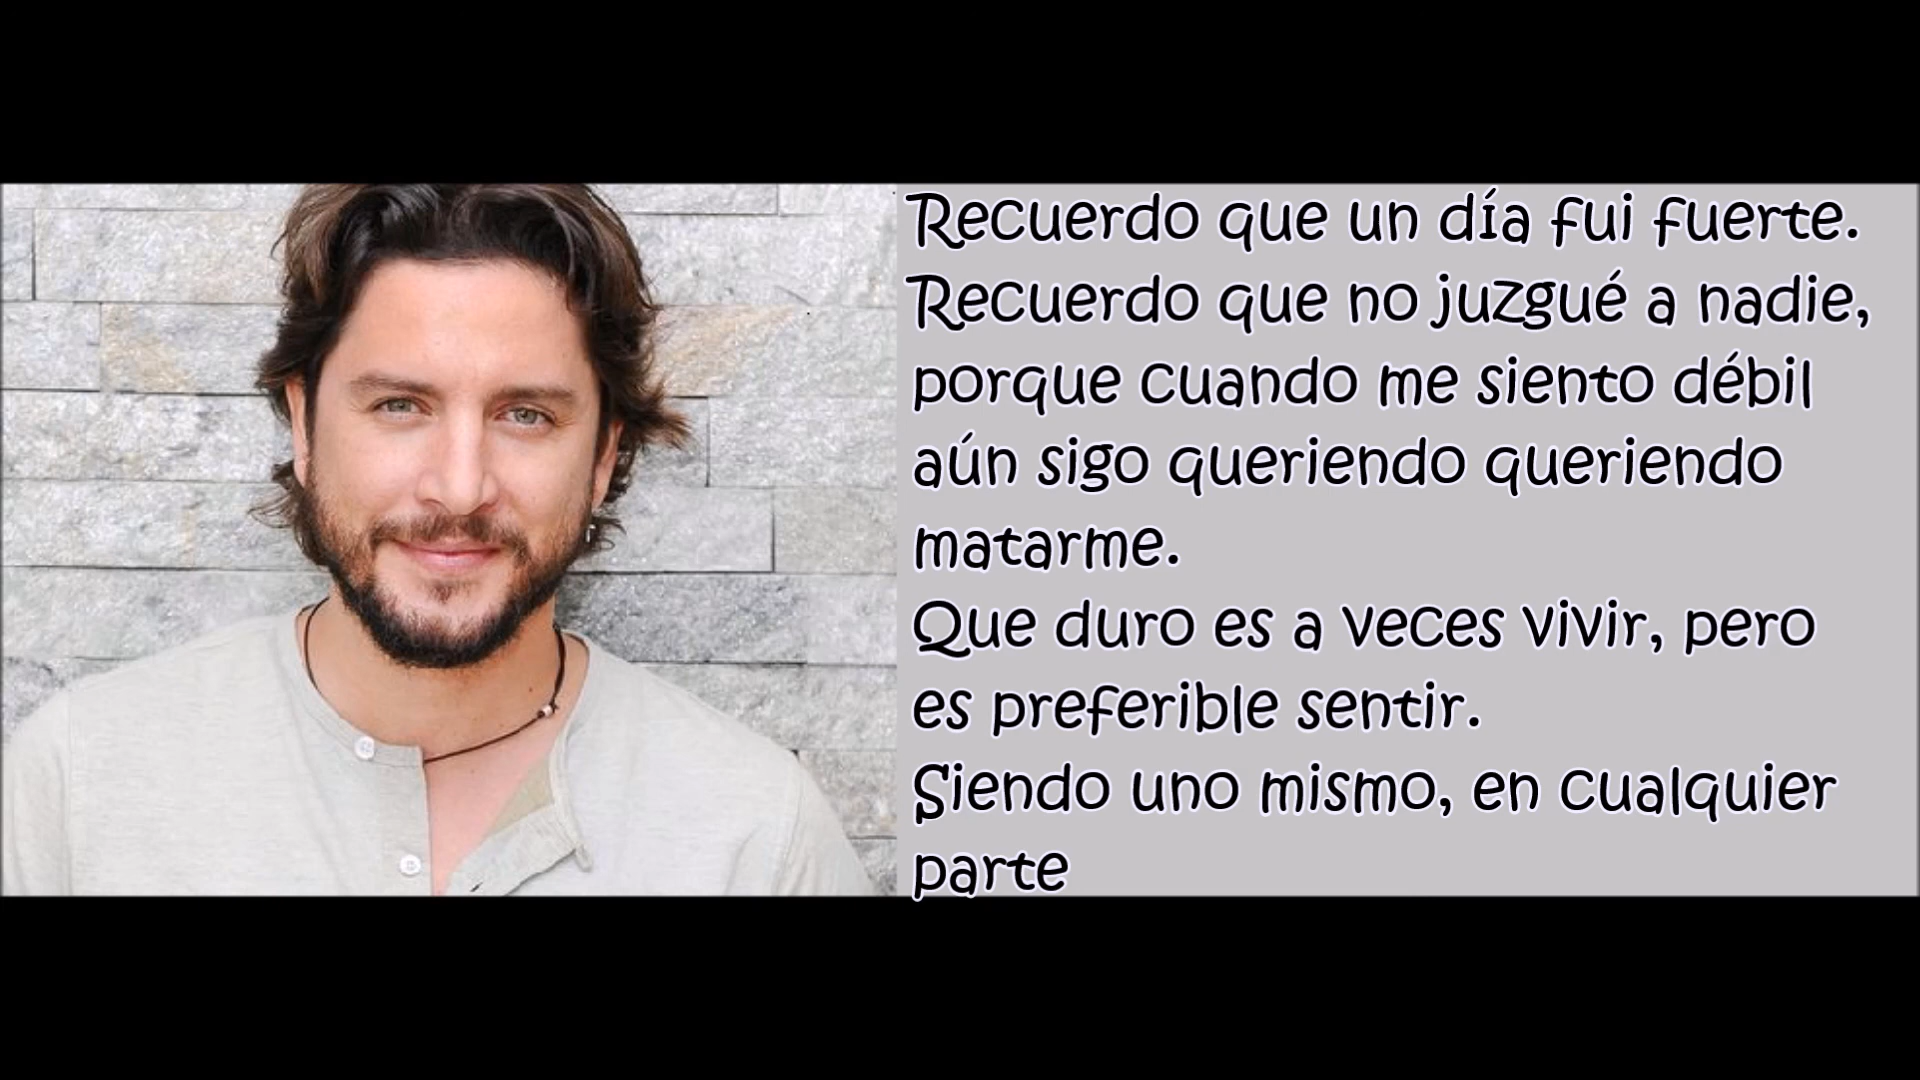 Recuerdo que un día fui fuerte.
Recuerdo que no juzgué a nadie,
porque cuando me siento débil
aún sigo queriendo queriendo
matarme.
Que duro es a veces vivir, pero
es preferible sentir.
Siendo uno mismo, en cualquier
parte